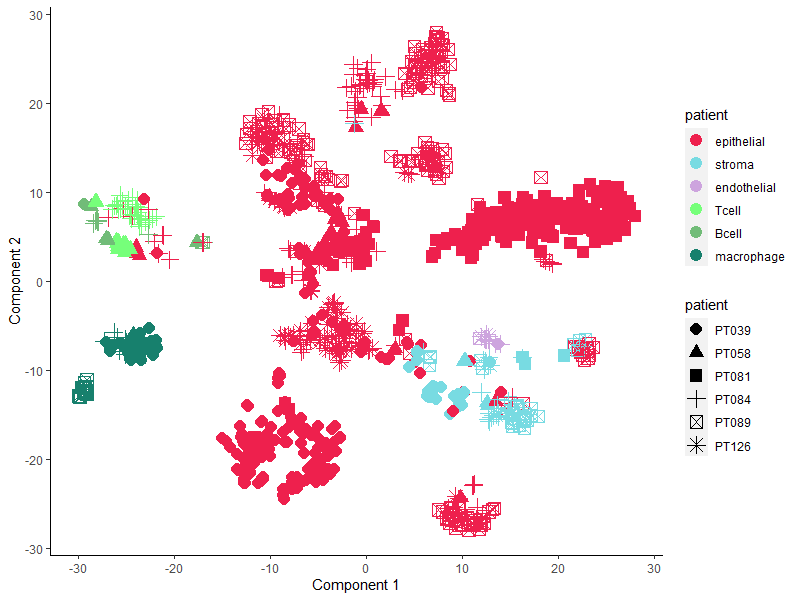 30
20
10
0
-10
-20
-30
-30
-20
-10
0
10
20
30
Component 1
Component 2
patient
epithelial
stroma
endothelial
Tcell
Bcell
macrophage
patient
PT039
PT058
PT081
PT084
PT089
PT126